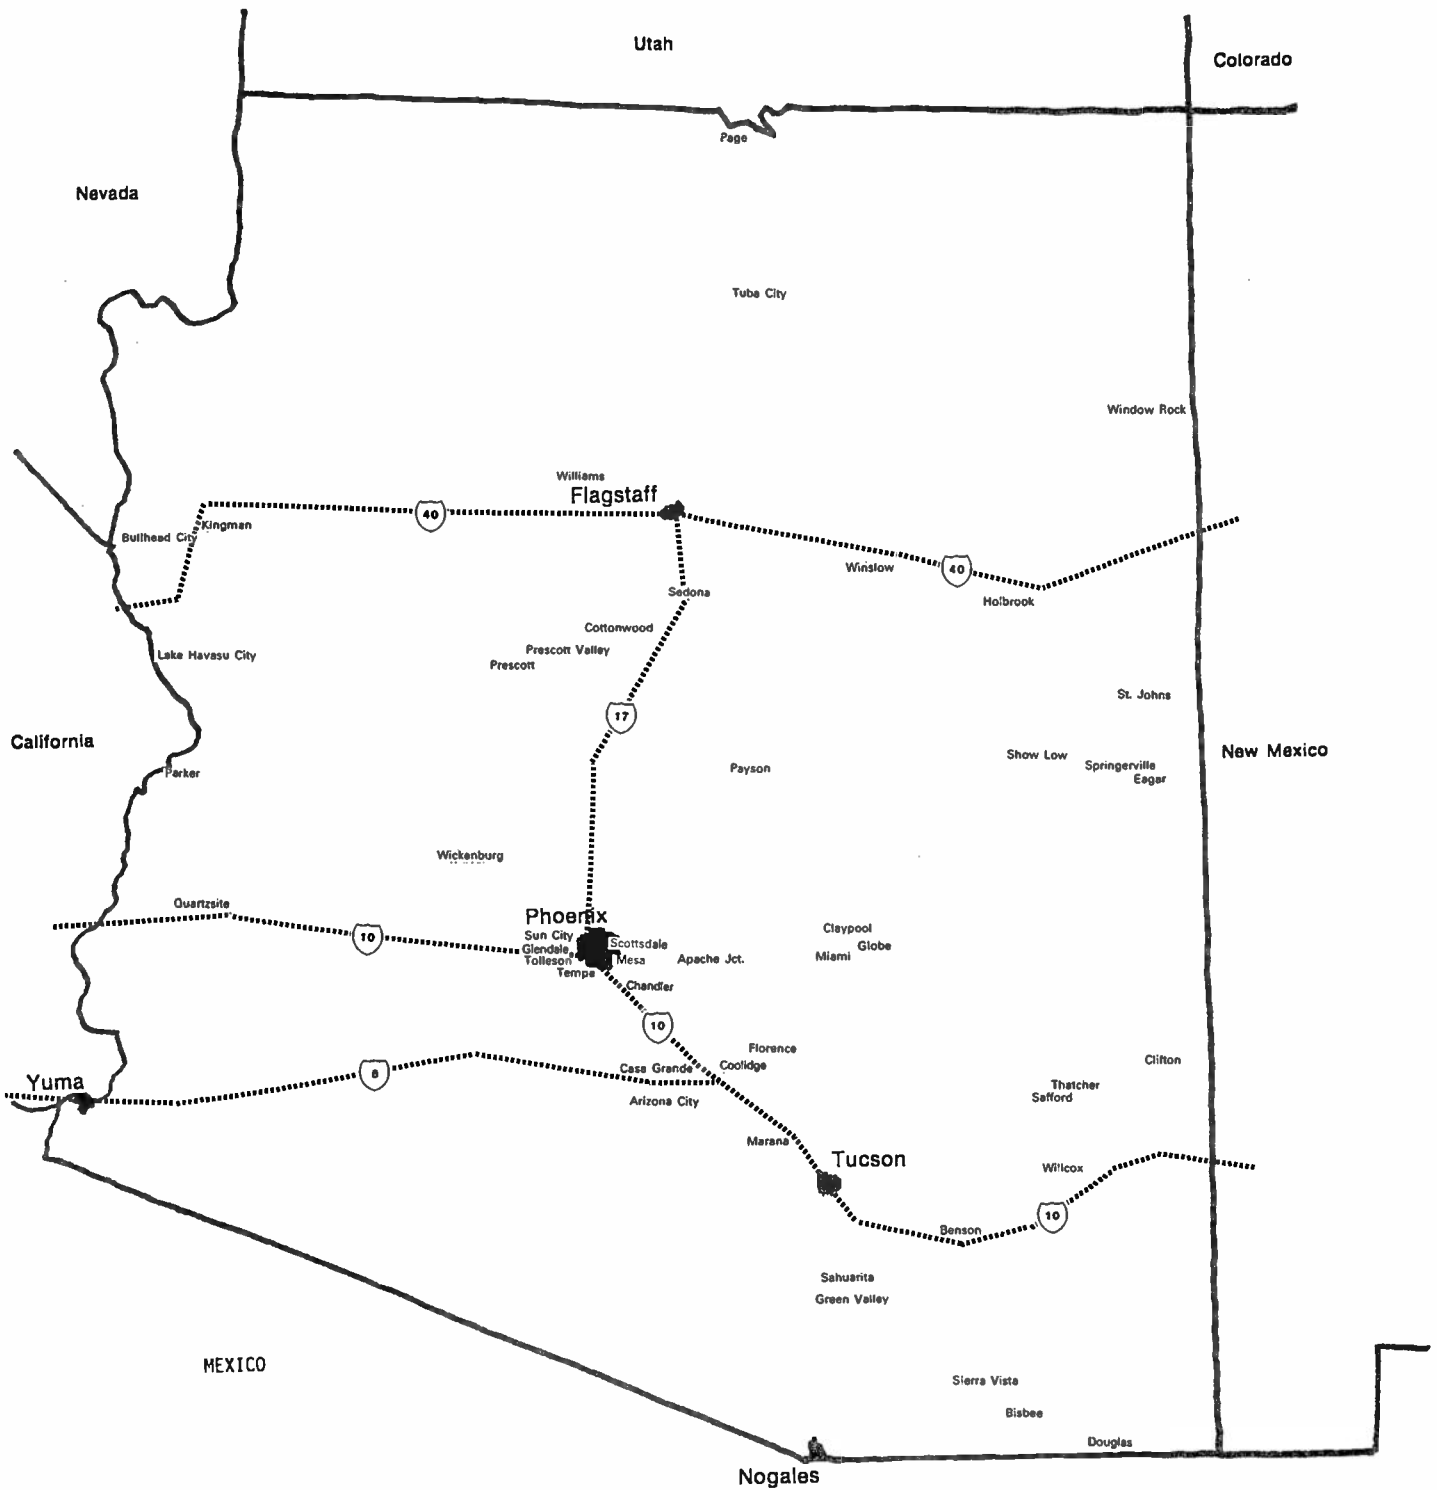 Utah
Colorado
Page
Nevada
Tuba City
Window Rock
Williams
Flagstaff
40
Kingman
Bullhead City
Winslow
40
Sedona
Holbrook
Cottonwood
Prescott Valley
Lake Havasu City
Prescott
St. Johns
17
California
New Mexico
Show Low
Springerville
Payson
Parker
Eagar
Wickenburg
Quartzsite
Phoenix
Claypool
Sun City
10
Scottsdale
Globe
Glendale
Miami
Tolleson
Mesa
Apache Jct.
Tempe
Chandler
10
Florence
Clifton
Coolidge
Casa Grande
8
Yuma
Thatcher
Safford
Arizona City
Marana
Tucson
Willcox
10
Benson
Sahuarita
Green Valley
MEXICO
Sierra Vista
Bisbee
Douglas
Nogales